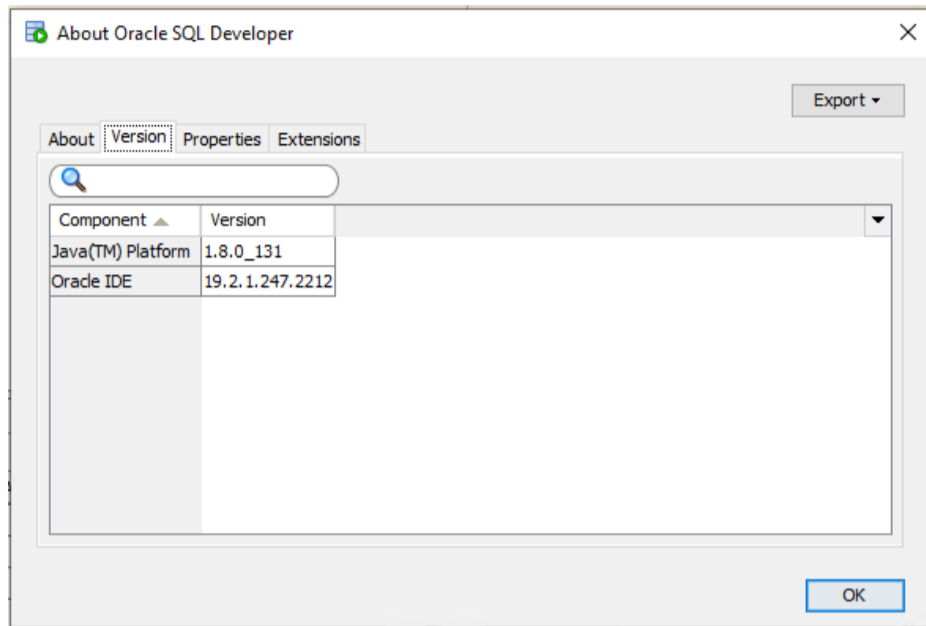 About Oracle SQL Developer
Export
About Version Properties Extensions
Component Version
Java(TM) Platform 1.8.0_131
Oracle IDE 19.2.1.247.2212
OK